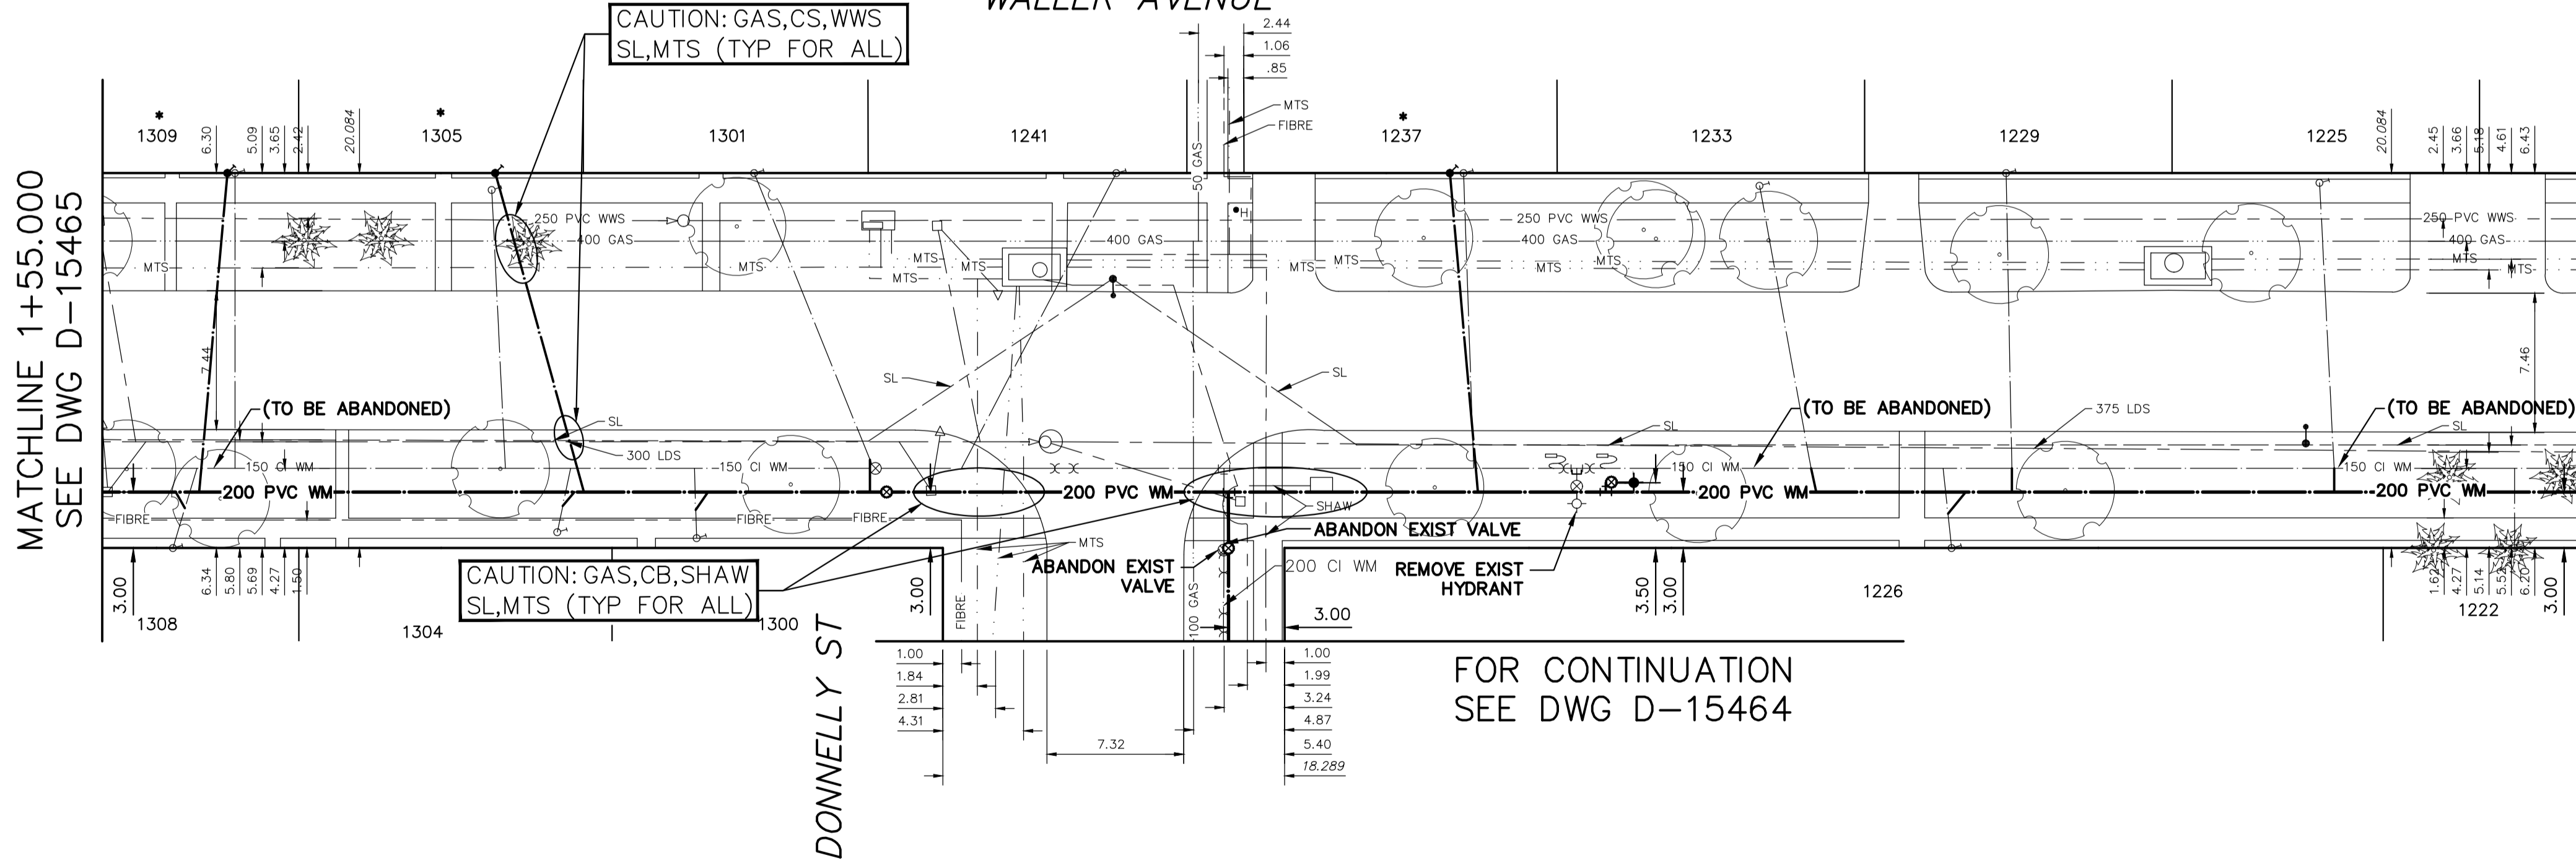 WALLER AVENUE
CAUTION: GAS,CS,WWS
SL,MTS (TYP FOR ALL)
2.44
1.06
.85
MTS
FIBRE
MATCHLINE 1+55.000
SEE DWG D-15465
* * *
1309 1305 1301 1241 1237 1233 1229 1225
6.30 5.09 3.65 2.42 20.084
20.084 2.45 3.66 5.18 4.61 6.43
50 GAS
H
250 PVC WWS 250 PVC WWS 250 PVC WWS
400 GAS 400 GAS 400 GAS 400 GAS
MTS MTS MTS MTS MTS MTS MTS MTS MTS MTS MTS
7.44
7.46
SL SL
(TO BE ABANDONED) (TO BE ABANDONED) (TO BE ABANDONED)
375 LDS
SL SL SL
300 LDS
150 CI WM 150 CI WM 150 CI WM 150 CI WM
200 PVC WM 200 PVC WM 200 PVC WM 200 PVC WM
SHAW
FIBRE FIBRE FIBRE
ABANDON EXIST VALVE
MTS
ABANDON EXIST
VALVE
200 CI WM
REMOVE EXIST
HYDRANT
CAUTION: GAS,CB,SHAW
SL,MTS (TYP FOR ALL)
3.00 6.34 5.80 5.69 4.27 1.50
3.00
FIBRE
100 GAS
3.00
3.50 3.00
1.62 4.27 5.14 5.52 6.20 3.00
1308 1304 1300 1226 1222
DONNELLY ST
1.00
1.84
2.81
4.31
7.32
1.00
1.99
3.24
4.87
5.40
18.289
FOR CONTINUATION
SEE DWG D-15464